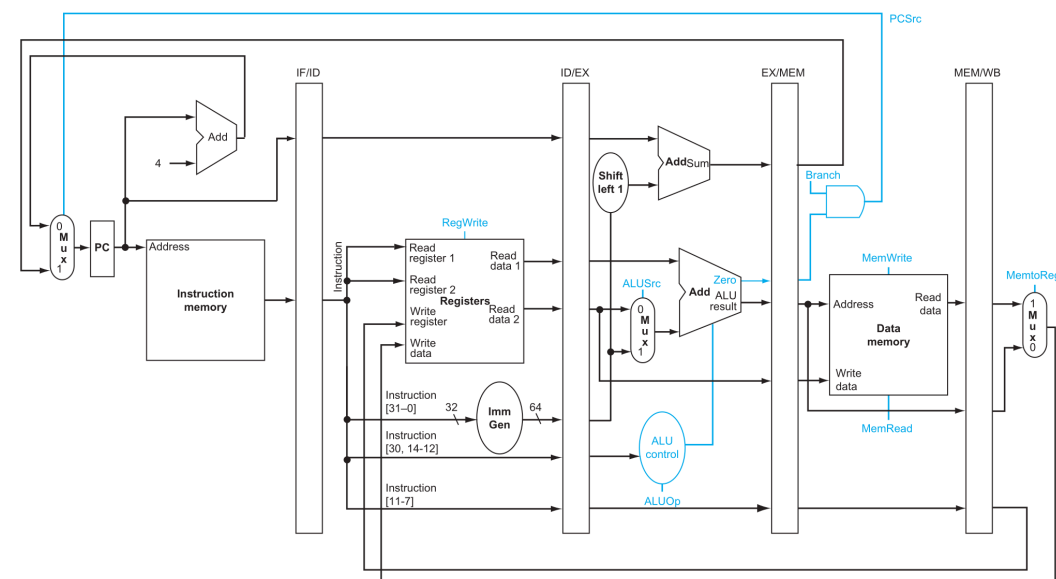 PCSrc
IF/ID
ID/EX
EX/MEM
MEM/WB
Add
4
Add Sum
Shift
left 1
Branch
0
M
u
x
1
PC
Address
Instruction
memory
Instruction
RegWrite
Read
register 1
Read
register 2
Registers
Write
register
Write
data
Read
data 1
Read
data 2
ALUSrc
0
M
u
x
1
Add
Zero
ALU
result
MemWrite
Address
Read
data
Data
memory
Write
data
MemRead
MemtoReg
1
M
u
x
0
Instruction
[31–0]
32
Imm
Gen
64
Instruction
[30, 14-12]
ALU
control
ALUOp
Instruction
[11-7]